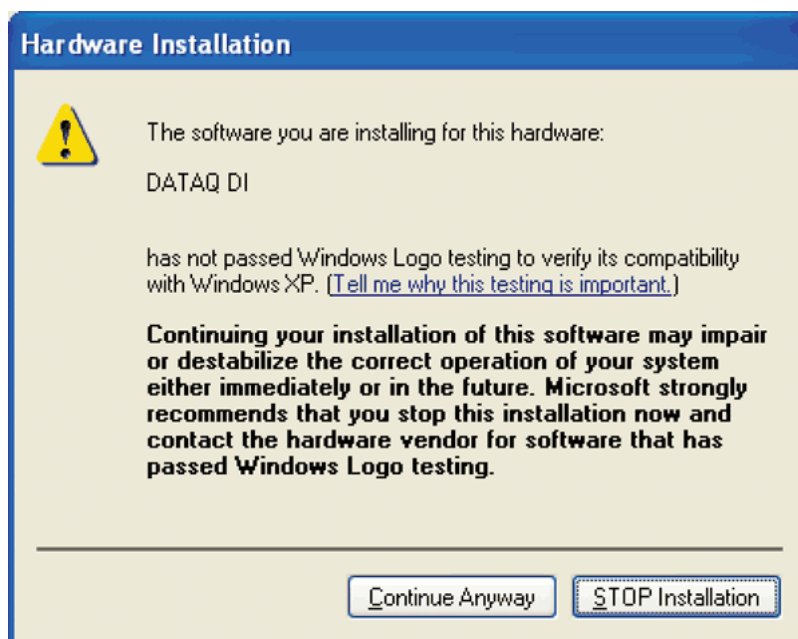 Hardware Installation
The software you are installing for this hardware:
DATAQ DI
has not passed Windows Logo testing to verify its compatibility
with Windows XP. (Tell me why this testing is important.)
Continuing your installation of this software may impair
or destabilize the correct operation of your system
either immediately or in the future. Microsoft strongly
recommends that you stop this installation now and
contact the hardware vendor for software that has
passed Windows Logo testing.
Continue Anyway
STOP Installation